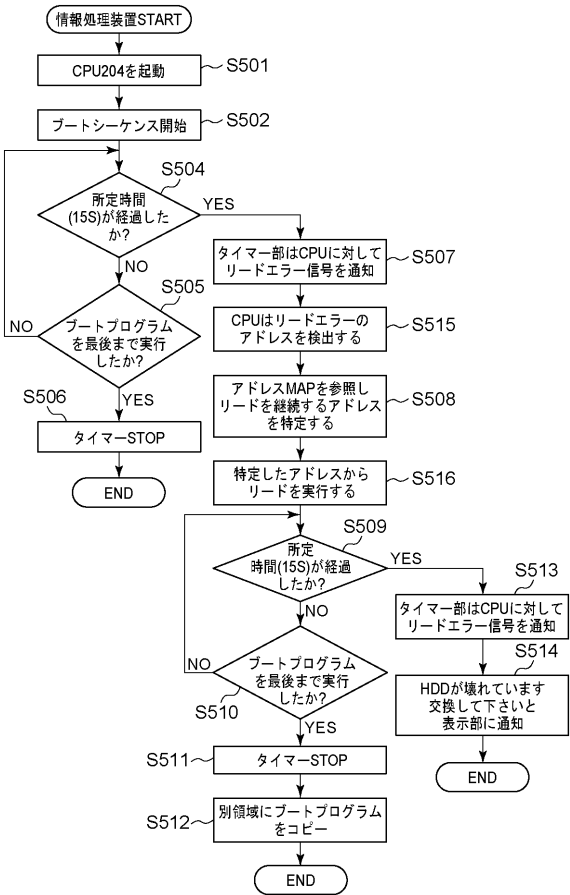 情報処理装置START
CPU204を起動
S501
ブートシーケンス開始
S502
S504
所定時間
(15S)が経過した
か?
YES
NO
S505
ブートプログラム
を最後まで実行
したか?
NO
YES
S506
タイマーSTOP
END
タイマー部はCPUに対して
リードエラー信号を通知
S507
CPUはリードエラーの
アドレスを検出する
S515
アドレスMAPを参照し
リードを継続するアドレス
を特定する
S508
特定したアドレスから
リードを実行する
S516
S509
所定
時間(15S)が経過
したか?
YES
NO
ブートプログラム
を最後まで実行
したか?
NO
S510
YES
S511
タイマーSTOP
S512
別領域にブートプログラム
をコピー
END
S513
タイマー部はCPUに対して
リードエラー信号を通知
S514
HDDが壊れています
交換して下さいと
表示部に通知
END